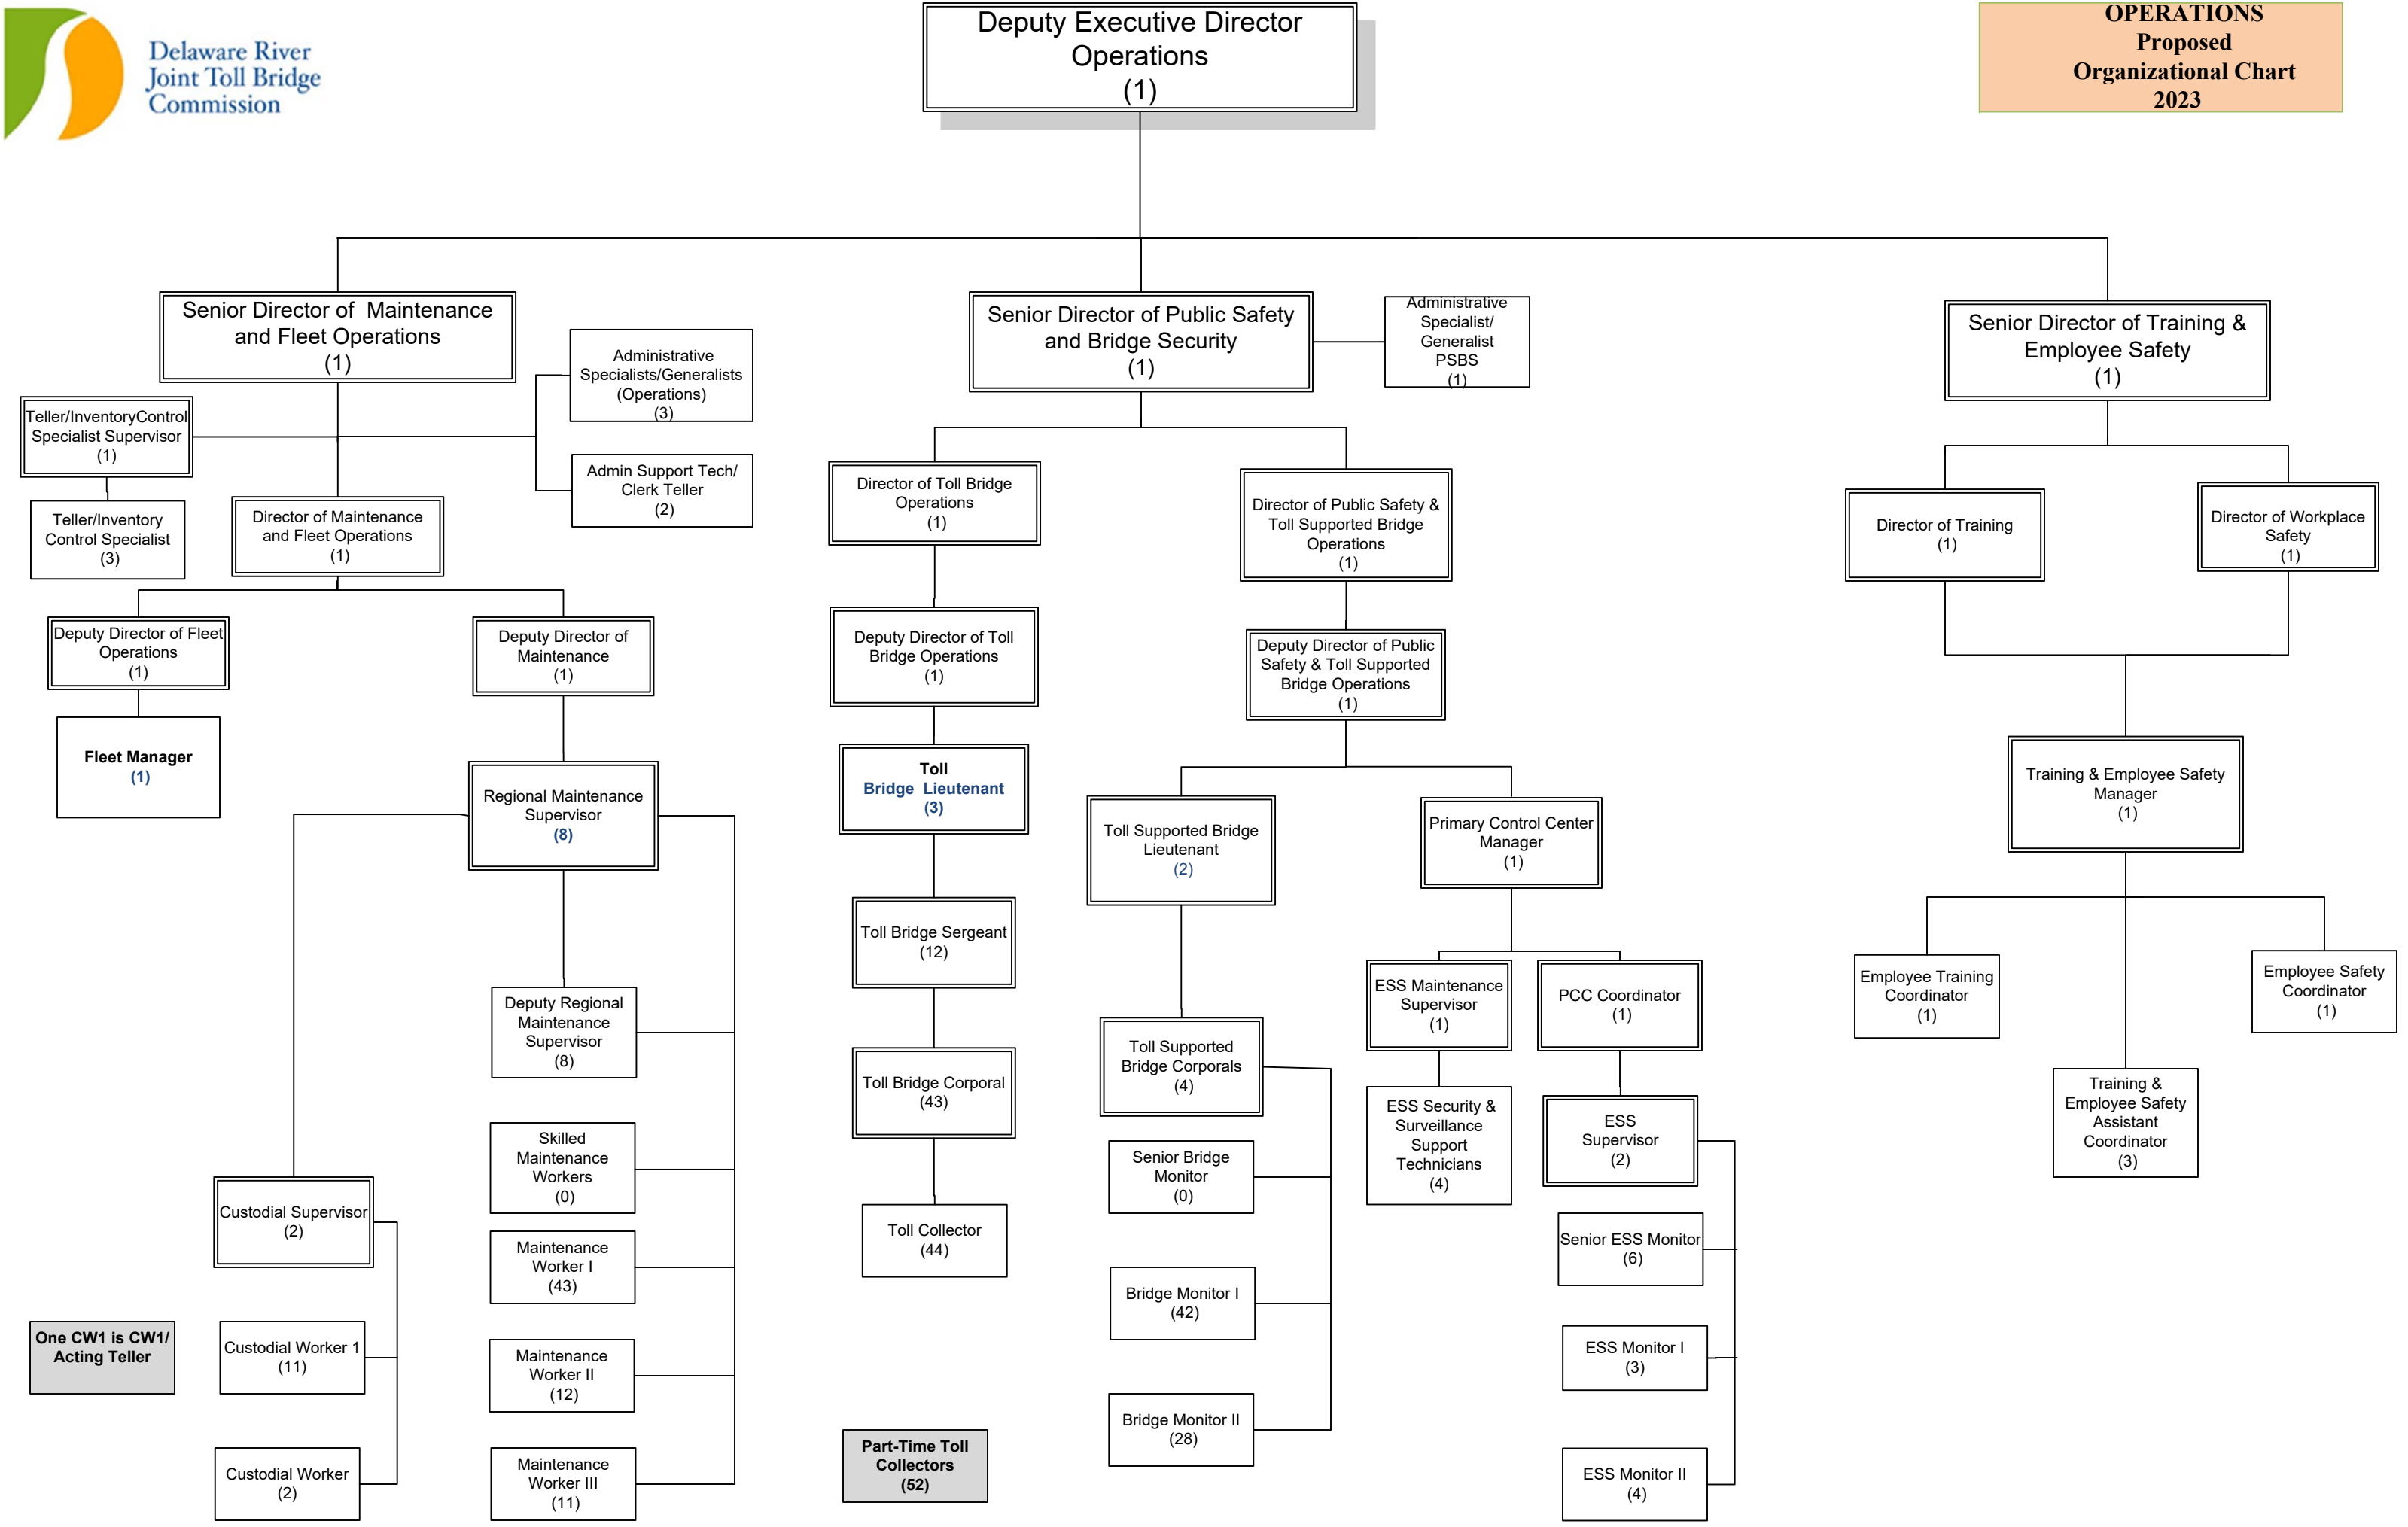 Delaware River
Joint Toll Bridge
Commission
Deputy Executive Director
Operations
(1)
OPERATIONS
Proposed
Organizational Chart
2023
Senior Director of  Maintenance
and Fleet Operations
(1)
Administrative
Specialists/Generalists
(Operations)
(3)
Admin Support Tech/
Clerk Teller
(2)
Teller/InventoryControl
Specialist Supervisor
(1)
Teller/Inventory
Control Specialist
(3)
Director of Maintenance
and Fleet Operations
(1)
Deputy Director of Fleet
Operations
(1)
Fleet Manager
(1)
Deputy Director of
Maintenance
(1)
Regional Maintenance
Supervisor
(8)
Deputy Regional
Maintenance
Supervisor
(8)
Skilled
Maintenance
Workers
(0)
Maintenance
Worker I
(43)
Maintenance
Worker II
(12)
Maintenance
Worker III
(11)
Custodial Supervisor
(2)
Custodial Worker 1
(11)
Custodial Worker
(2)
One CW1 is CW1/
Acting Teller
Senior Director of Public Safety
and Bridge Security
(1)
Administrative
Specialist/
Generalist
PSBS
(1)
Director of Toll Bridge
Operations
(1)
Deputy Director of Toll
Bridge Operations
(1)
Toll
Bridge  Lieutenant
(3)
Toll Bridge Sergeant
(12)
Toll Bridge Corporal
(43)
Toll Collector
(44)
Part-Time Toll
Collectors
(52)
Director of Public Safety &
Toll Supported Bridge
Operations
(1)
Deputy Director of Public
Safety & Toll Supported
Bridge Operations
(1)
Toll Supported Bridge
Lieutenant
(2)
Toll Supported
Bridge Corporals
(4)
Senior Bridge
Monitor
(0)
Bridge Monitor I
(42)
Bridge Monitor II
(28)
Primary Control Center
Manager
(1)
ESS Maintenance
Supervisor
(1)
ESS Security &
Surveillance
Support
Technicians
(4)
PCC Coordinator
(1)
ESS
Supervisor
(2)
Senior ESS Monitor
(6)
ESS Monitor I
(3)
ESS Monitor II
(4)
Senior Director of Training &
Employee Safety
(1)
Director of Training
(1)
Director of Workplace
Safety
(1)
Training & Employee Safety
Manager
(1)
Employee Training
Coordinator
(1)
Training &
Employee Safety
Assistant
Coordinator
(3)
Employee Safety
Coordinator
(1)